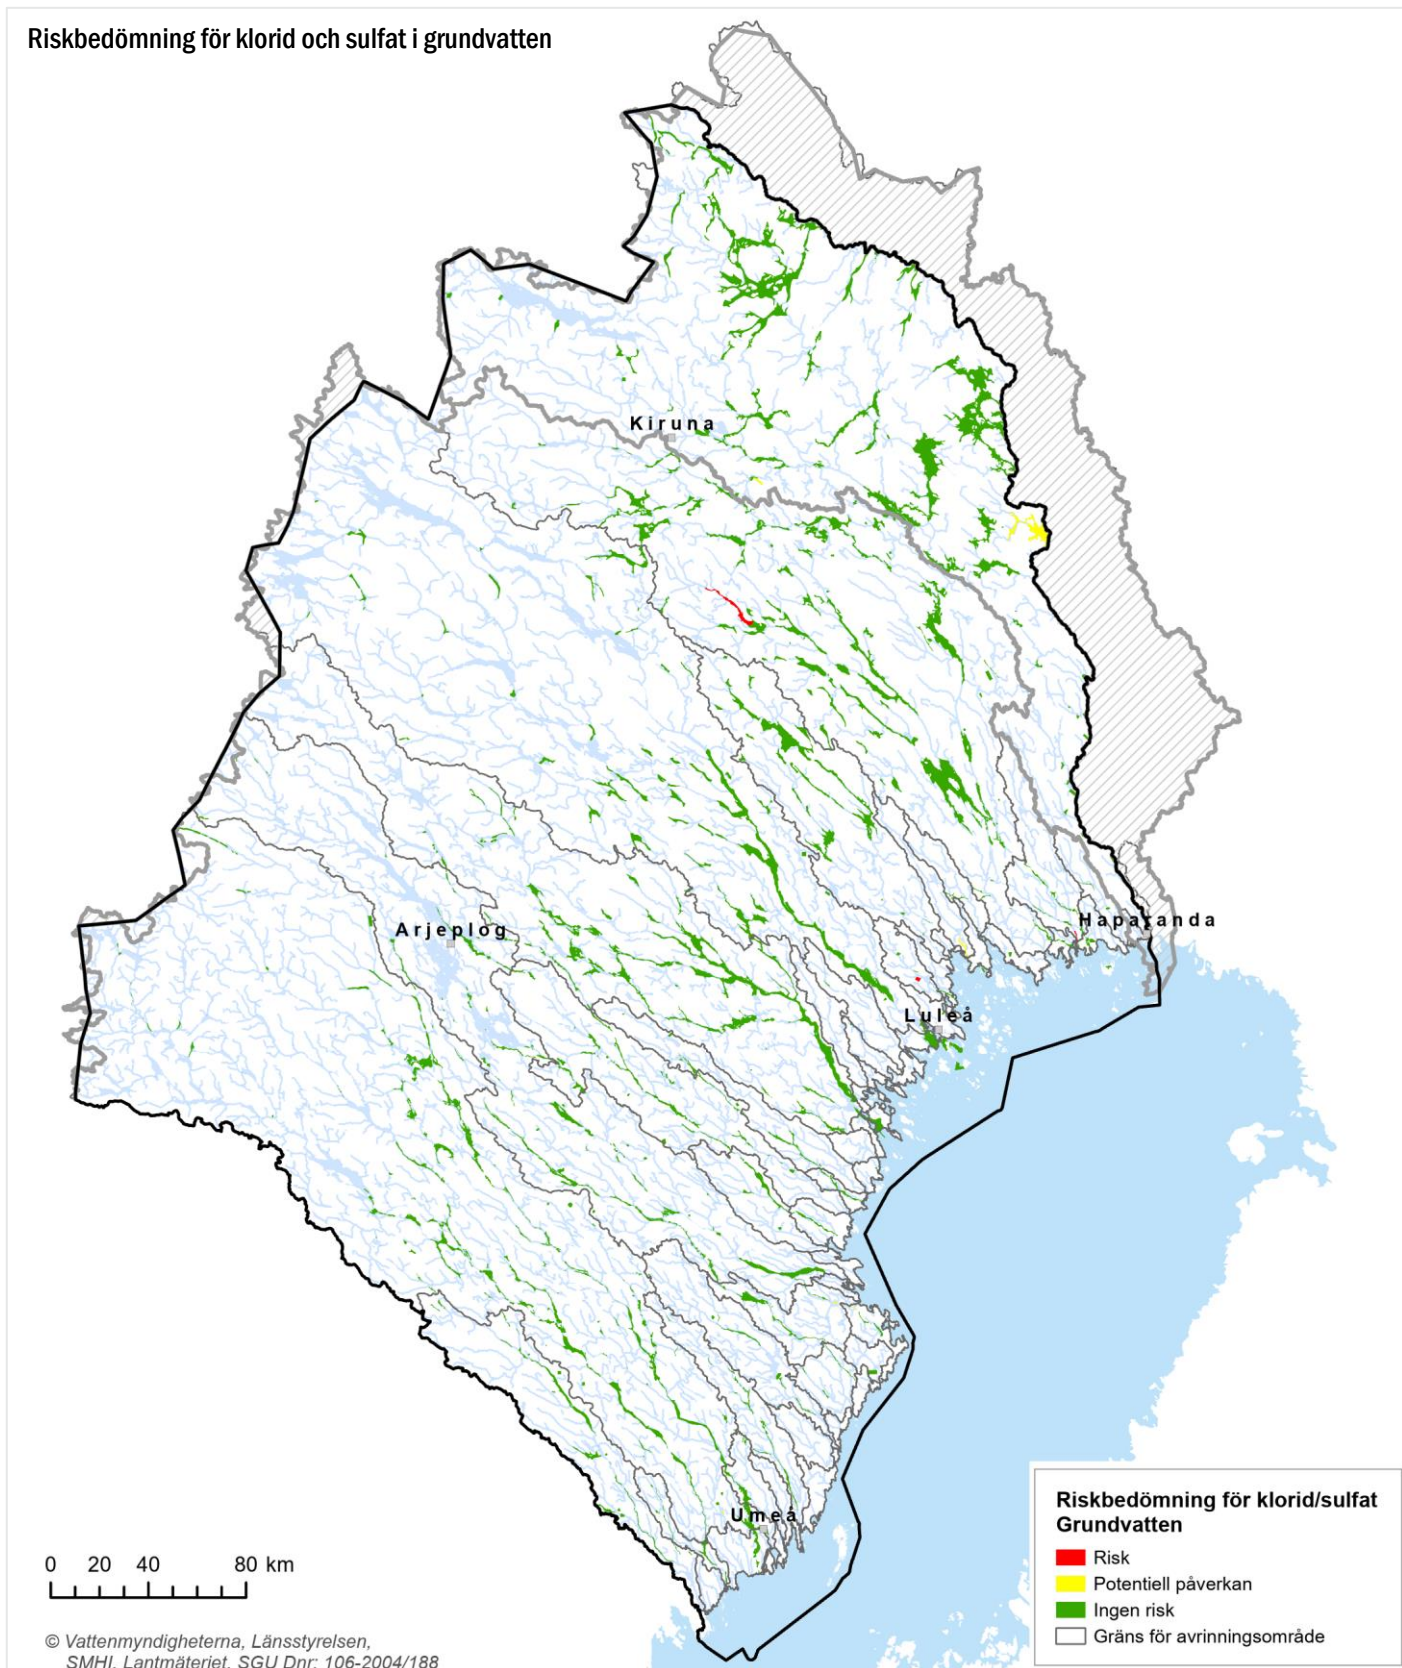 Riskbedömning för klorid och sulfat i grundvatten
Kiruna
Haparanda
Arjeplog
Luleå
Umeå
0 20 40 80 km
© Vattenmyndigheterna, Länsstyrelsen,
SMHI, Lantmäteriet, SGU Dnr: 106-2004/188
Riskbedömning för klorid/sulfat
Grundvatten
Risk
Potentiell påverkan
Ingen risk
Gräns för avrinningsområde